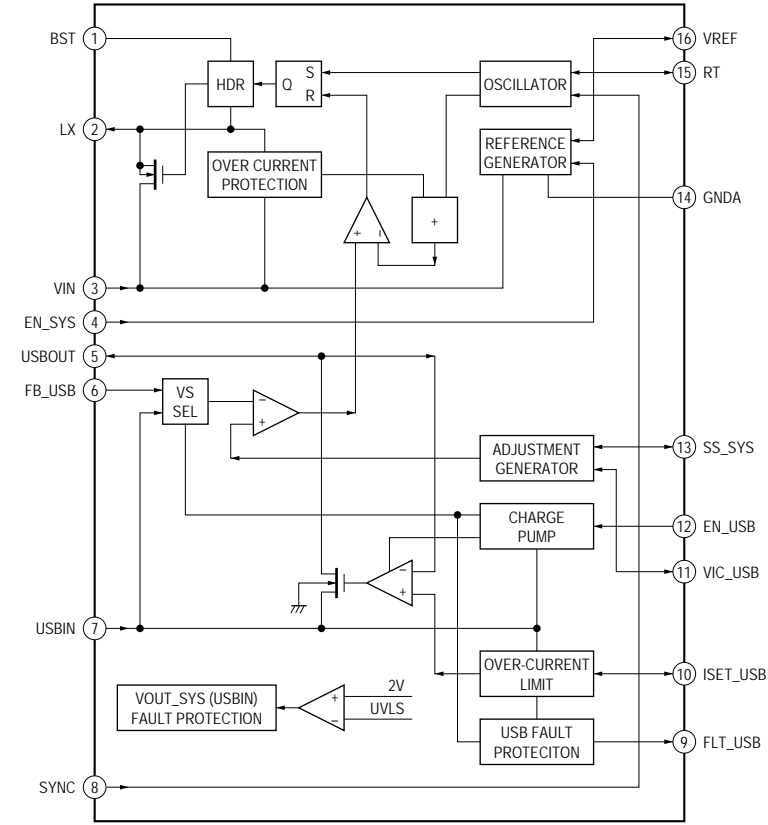 BST 1
16 VREF
HDR
Q S
R
OSCILLATOR
15 RT
LX 2
OVER CURRENT
PROTECTION
REFERENCE
GENERATOR
+
14 GNDA
+ –
VIN 3
EN_SYS 4
USBOUT 5
FB_USB 6
VS
SEL
–
+
ADJUSTMENT
GENERATOR
13 SS_SYS
CHARGE
PUMP
12 EN_USB
–
+
11 VIC_USB
USBIN 7
OVER-CURRENT
LIMIT
10 ISET_USB
VOUT_SYS (USBIN)
FAULT PROTECTION
+
–
2V
UVLS
USB FAULT
PROTECITON
9 FLT_USB
SYNC 8